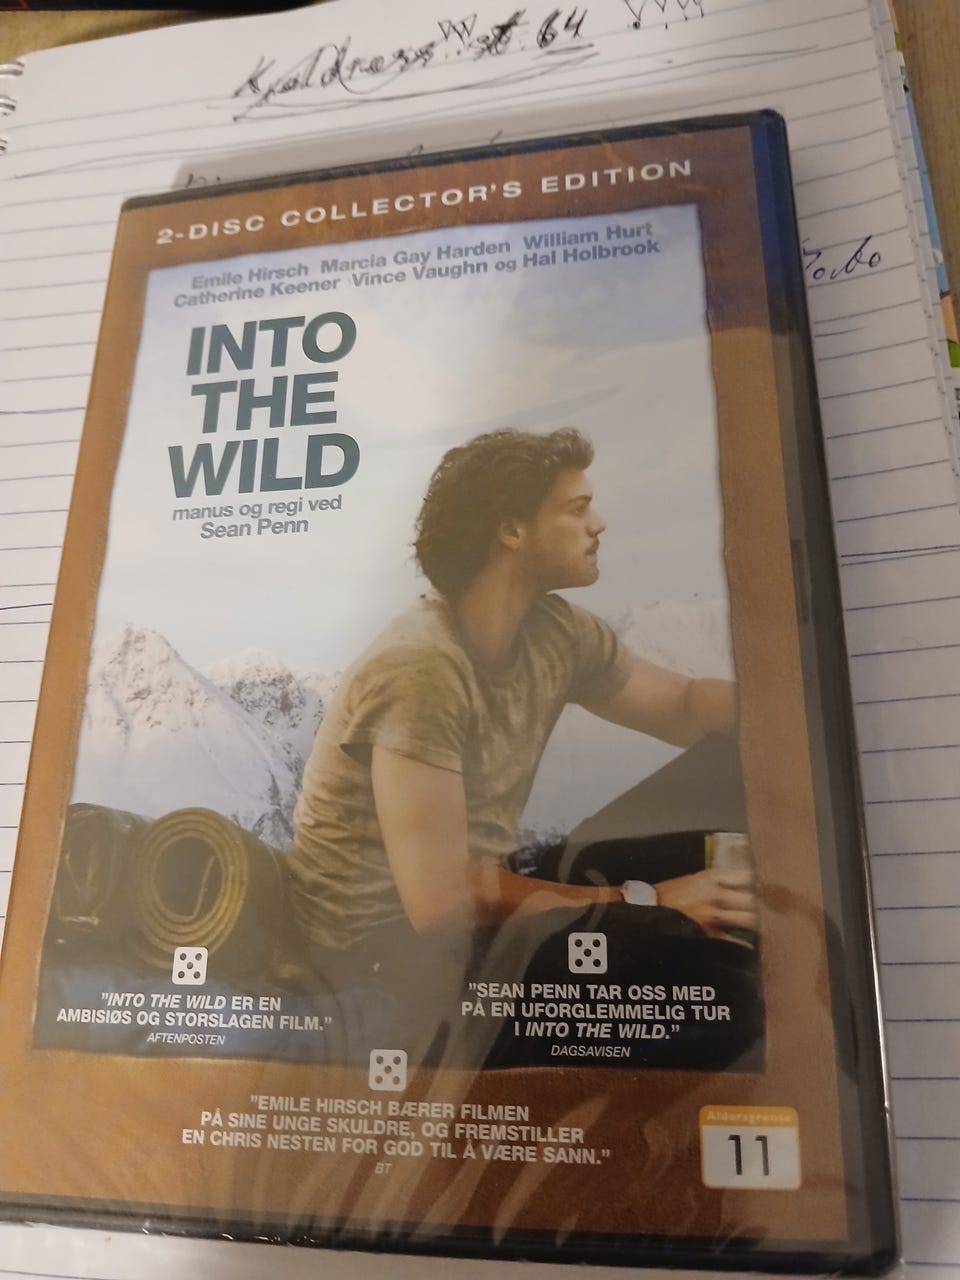 st. 64
2-DISC COLLECTOR'S EDITION
Emile Hirsch Marcia Gay Harden William Hurt
Catherine Keener Vince Vaughn og Hal Holbrook
INTO
THE
WILD
manus og regi ved
Sean Penn
"INTO THE WILD ER EN
AMBISIØS OG STORSLAGEN FILM."
AFTENPOSTEN
"SEAN PENN TAR OSS MED
PÅ EN UFORGLEMMELIG TUR
I INTO THE WILD."
DAGSAVISEN
"EMILE HIRSCH BÆRER FILMEN
PÅ SINE UNGE SKULDRE, OG FREMSTILLER
EN CHRIS NESTEN FOR GOD TIL Å VÆRE SANN."
BT
Aldersgrense
11